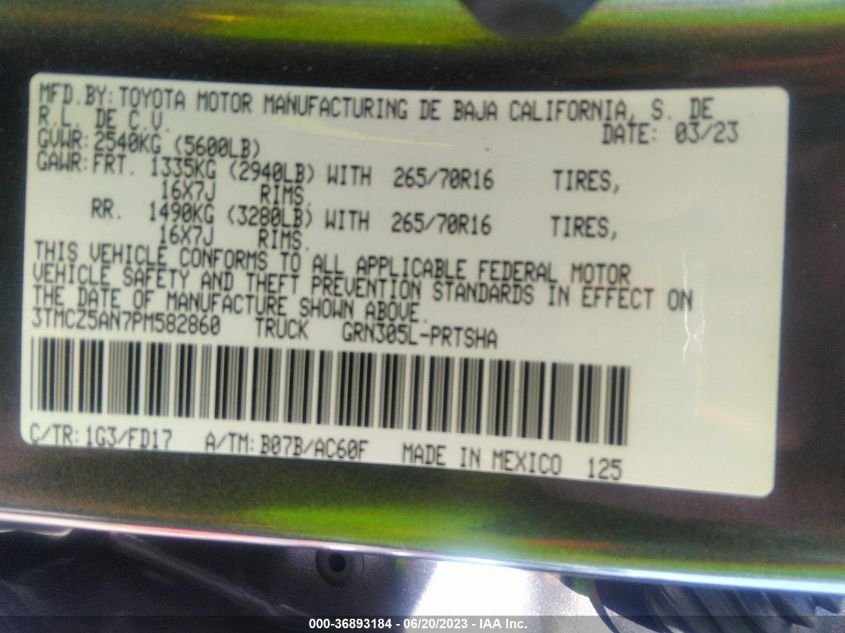 MFD.BY: TOYOTA MOTOR MANUFACTURING DE BAJA CALIFORNIA, S. DE
R.L. DE C.V. DATE: 03/23
GVWR: 2540KG (5600LB)
GAWR: FRT. 1335KG (2940LB) WITH 265/70R16 TIRES,
16X7J RIMS.
RR. 1490KG (3280LB) WITH 265/70R16 TIRES,
16X7J RIMS.
THIS VEHICLE CONFORMS TO ALL APPLICABLE FEDERAL MOTOR
VEHICLE SAFETY AND THEFT PREVENTION STANDARDS IN EFFECT ON
THE DATE OF MANUFACTURE SHOWN ABOVE.
3TMCZ5AN7PM582860 TRUCK GRN305L-PRTSHA
C/TR: 1G3/FD17 A/TM: B07B/AC60F MADE IN MEXICO 125
000-36893184 - 06/20/2023 - IAA Inc.